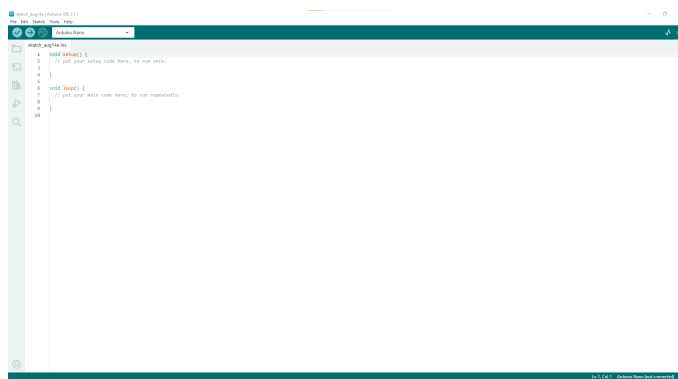 sketch_aug14a | Arduino IDE 2.1.1
File Edit Sketch Tools Help
Arduino Nano
sketch_aug14a.ino
1 void setup() {
2 // put your setup code here, to run once:
3
4 }
5
6 void loop() {
7 // put your main code here, to run repeatedly:
8
9 }
10
Ln 1, Col 1 Arduino Nano [not connected]